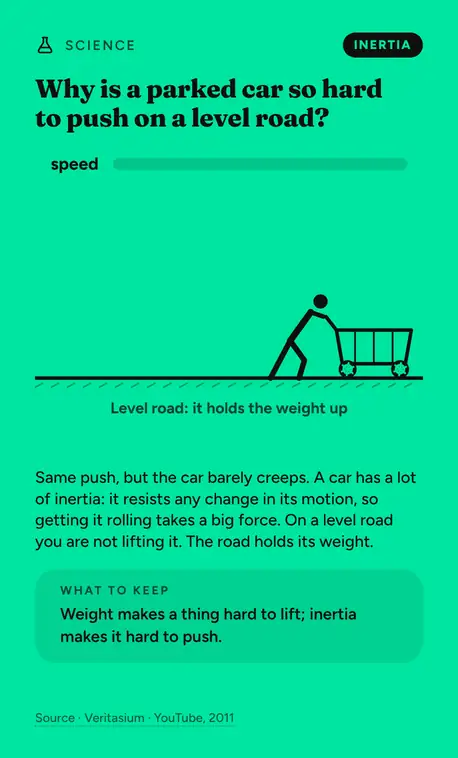 SCIENCE
INERTIA
Why is a parked car so hard
to push on a level road?
speed
Level road: it holds the weight up
Same push, but the car barely creeps. A car has a lot
of inertia: it resists any change in its motion, so
getting it rolling takes a big force. On a level road
you are not lifting it. The road holds its weight.
WHAT TO KEEP
Weight makes a thing hard to lift; inertia
makes it hard to push.
Source · Veritasium · YouTube, 2011